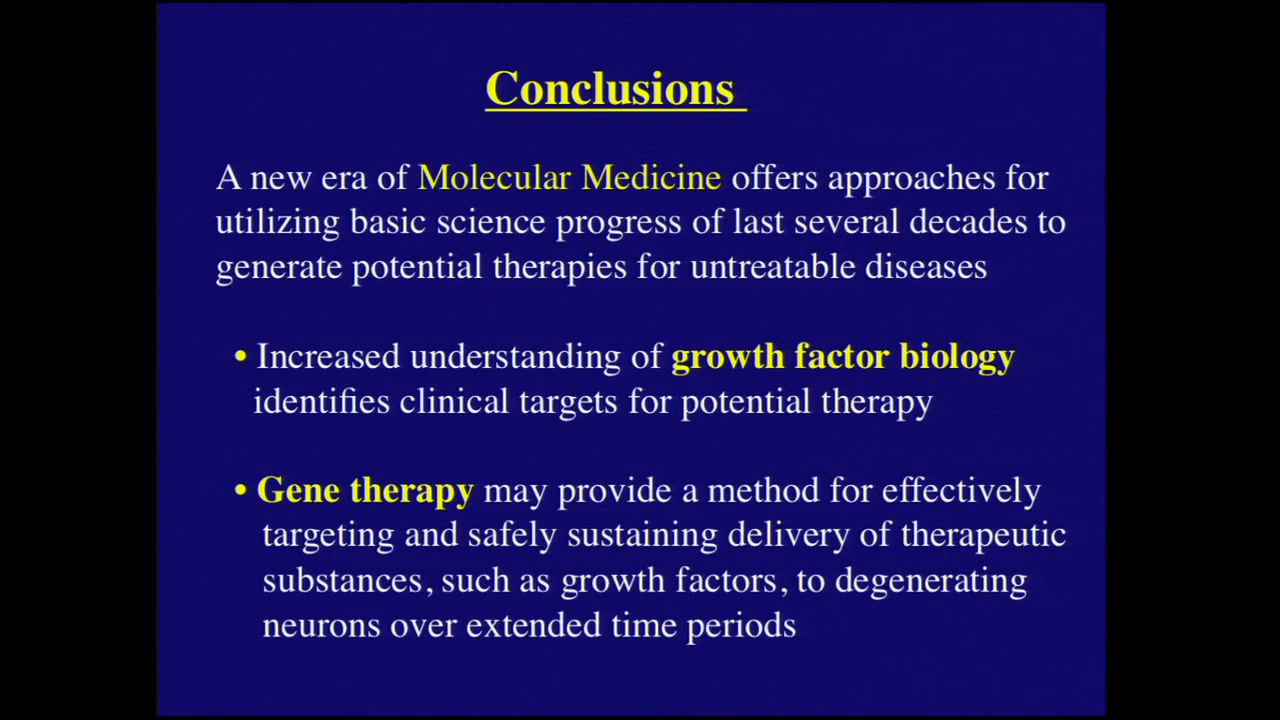 Conclusions
A new era of Molecular Medicine offers approaches for
utilizing basic science progress of last several decades to
generate potential therapies for untreatable diseases
• Increased understanding of growth factor biology
identifies clinical targets for potential therapy
• Gene therapy may provide a method for effectively
targeting and safely sustaining delivery of therapeutic
substances, such as growth factors, to degenerating
neurons over extended time periods